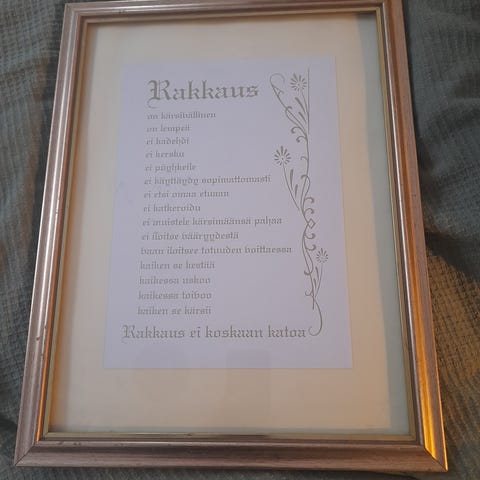 Rakkaus
on kärsivällinen
on lempeä
ei kadehdi
ei kersku
ei pöyhkeile
ei käyttäydy sopimattomasti
ei etsi omaa etuaan
ei katkeroidu
ei muistele kärsimäänsä pahaa
ei iloitse vääryydestä
vaan iloitsee totuuden voittaessa
kaiken se kestää
kaikessa uskoo
kaikessa toivoo
kaiken se kärsii
Rakkaus ei koskaan katoa